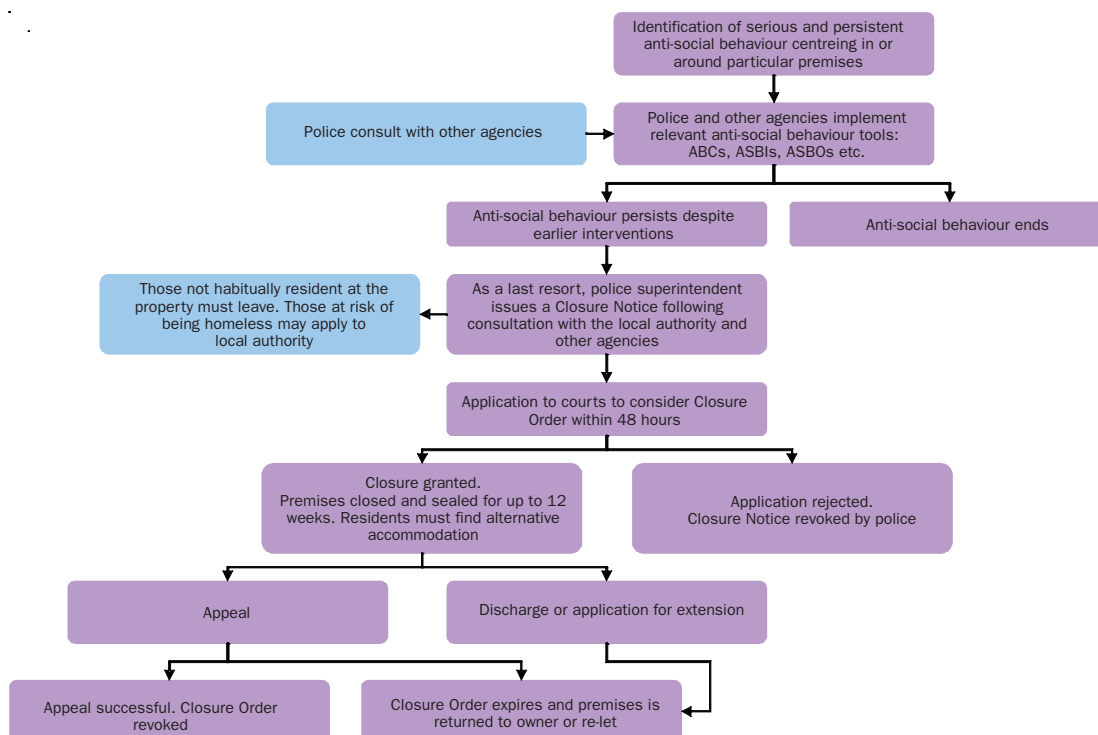 Identification of serious and persistent
anti-social behaviour centreing in or
around particular premises
Police consult with other agencies
Police and other agencies implement
relevant anti-social behaviour tools:
ABCs, ASBIs, ASBOs etc.
Anti-social behaviour persists despite
earlier interventions
Anti-social behaviour ends
Those not habitually resident at the
property must leave. Those at risk of
being homeless may apply to
local authority
As a last resort, police superintendent
issues a Closure Notice following
consultation with the local authority and
other agencies
Application to courts to consider Closure
Order within 48 hours
Closure granted.
Premises closed and sealed for up to 12
weeks. Residents must find alternative
accommodation
Application rejected.
Closure Notice revoked by police
Appeal
Discharge or application for extension
Appeal successful. Closure Order
revoked
Closure Order expires and premises is
returned to owner or re-let